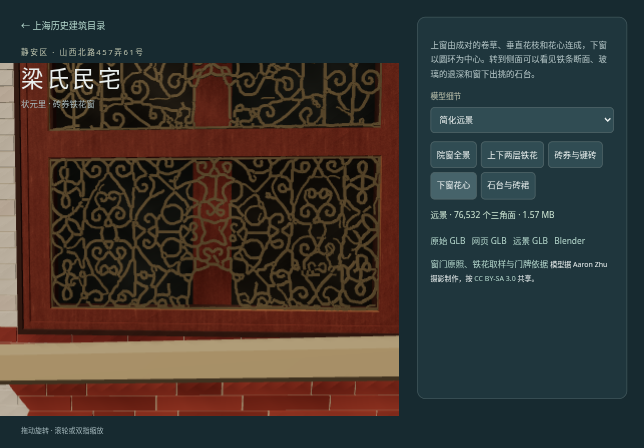 ← 上海历史建筑目录
静安区 · 山西北路457弄61号
梁氏民宅
状元里 · 砖券铁花窗
上窗由成对的卷草、垂直花枝和花心连成，下窗
以圆环为中心。转到侧面可以看见铁条断面、玻
璃的退深和窗下出挑的石台。
模型细节
简化远景
院窗全景
上下两层铁花
砖券与键砖
下窗花心
石台与砖裙
远景 · 76,532 个三角面 · 1.57 MB
原始 GLB 网页 GLB 远景 GLB Blender
窗门原照、铁花取样与门牌依据 模型据 Aaron Zhu
摄影制作，按 CC BY-SA 3.0 共享。
拖动旋转 · 滚轮或双指缩放